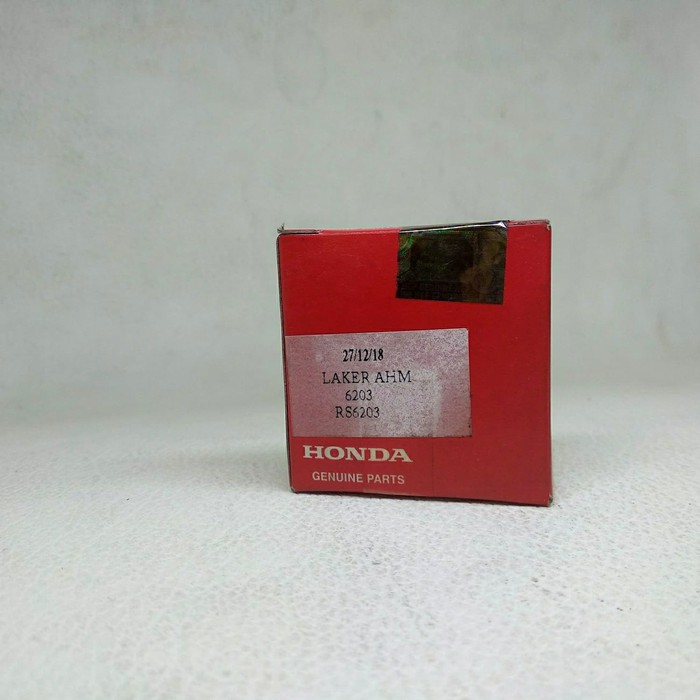 27/12/18
LAKER AHM
6203
RS6203
HONDA
GENUINE PARTS